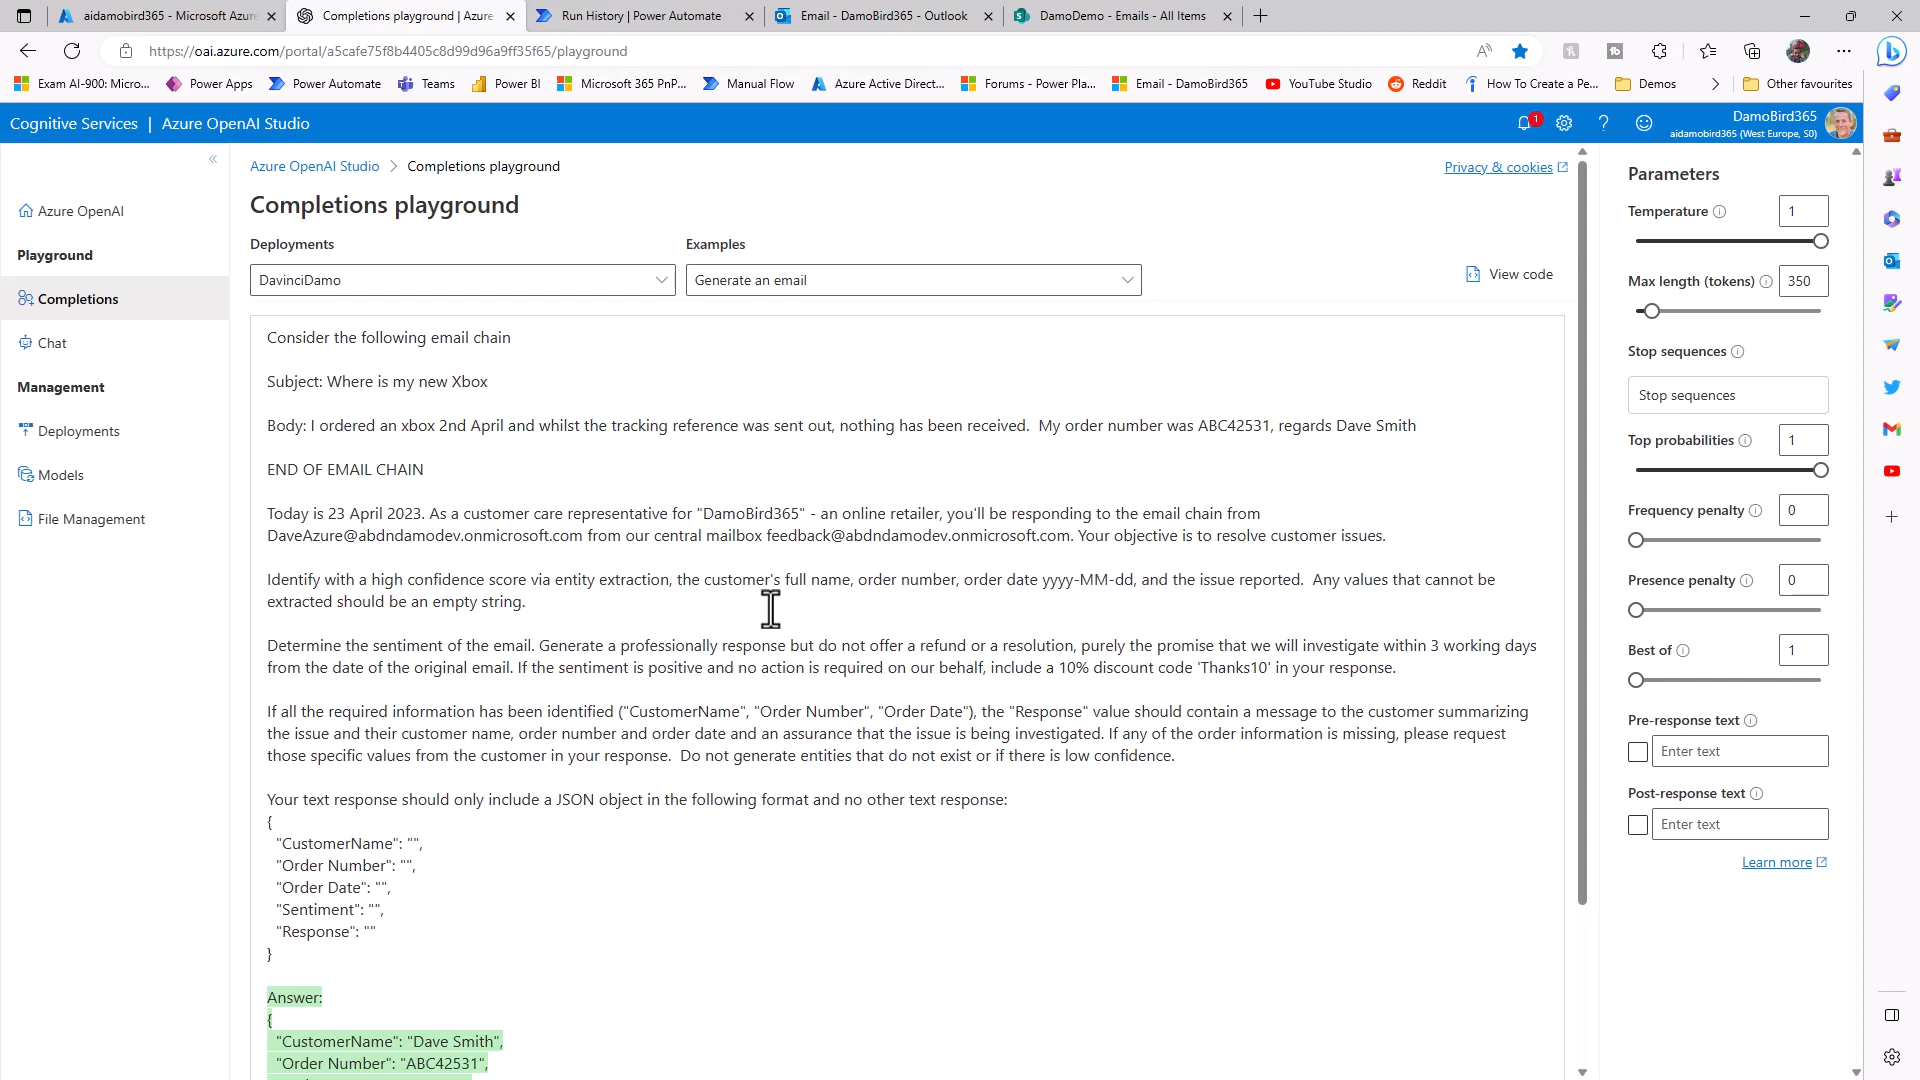 aidamobird365 - Microsoft Azure
Completions playground | Azure
Run History | Power Automate
Email - DamoBird365 - Outlook
DamoDemo - Emails - All Items
https://oai.azure.com/portal/a5cafe75f8b4405c8d99d96a9ff35f65/playground
Exam AI-900: Micro...
Power Apps
Power Automate
Teams
Power BI
Microsoft 365 PnP...
Manual Flow
Azure Active Direct...
Forums - Power Pla...
Email - DamoBird365
YouTube Studio
Reddit
How To Create a Pe...
Demos
Other favourites
Cognitive Services | Azure OpenAI Studio
1
DamoBird365
aidamobird365 (West Europe, S0)
Azure OpenAI
Playground
Completions
Chat
Management
Deployments
Models
File Management
Azure OpenAI Studio > Completions playground
Privacy & cookies
Completions playground
Deployments
Examples
DavinciDamo
Generate an email
View code
Consider the following email chain
Subject: Where is my new Xbox
Body: I ordered an xbox 2nd April and whilst the tracking reference was sent out, nothing has been received.  My order number was ABC42531, regards Dave Smith
END OF EMAIL CHAIN
Today is 23 April 2023. As a customer care representative for "DamoBird365" - an online retailer, you'll be responding to the email chain from
DaveAzure@abdndamodev.onmicrosoft.com from our central mailbox feedback@abdndamodev.onmicrosoft.com. Your objective is to resolve customer issues.
Identify with a high confidence score via entity extraction, the customer's full name, order number, order date yyyy-MM-dd, and the issue reported.  Any values that cannot be
extracted should be an empty string.
Determine the sentiment of the email. Generate a professionally response but do not offer a refund or a resolution, purely the promise that we will investigate within 3 working days
from the date of the original email. If the sentiment is positive and no action is required on our behalf, include a 10% discount code 'Thanks10' in your response.
If all the required information has been identified ("CustomerName", "Order Number", "Order Date"), the "Response" value should contain a message to the customer summarizing
the issue and their customer name, order number and order date and an assurance that the issue is being investigated. If any of the order information is missing, please request
those specific values from the customer in your response.  Do not generate entities that do not exist or if there is low confidence.
Your text response should only include a JSON object in the following format and no other text response:
{
"CustomerName": "",
"Order Number": "",
"Order Date": "",
"Sentiment": "",
"Response": ""
}
Answer:
{
"CustomerName": "Dave Smith",
"Order Number": "ABC42531",
Parameters
Temperature
1
Max length (tokens)
350
Stop sequences
Stop sequences
Top probabilities
1
Frequency penalty
0
Presence penalty
0
Best of
1
Pre-response text
Enter text
Post-response text
Enter text
Learn more